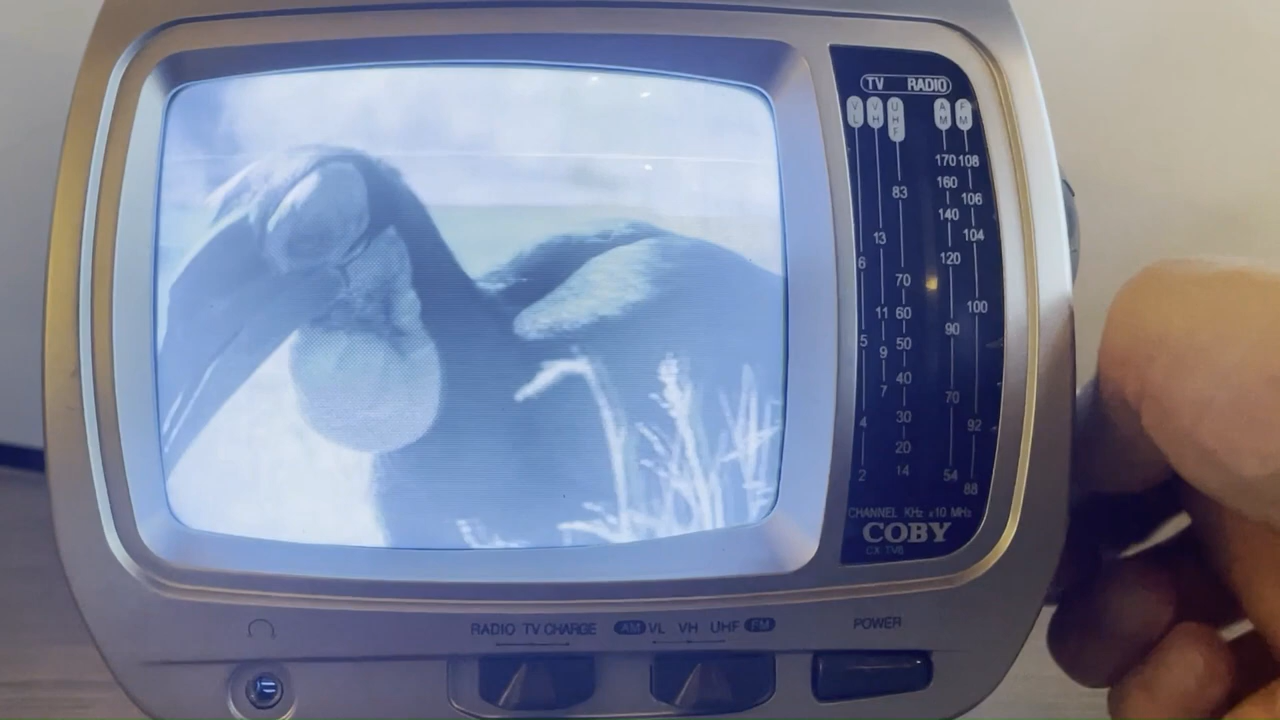 TV RADIO
VL VH UHF AM FM
170 108
83 160 106
140 104
13
6 120
70
11 60 100
5 50 90
9
40
7 70
30
4 92
20
2 14 54 88
CHANNEL KHz x10 MHz
COBY
CX-TV6
RADIO TV CHARGE AM VL VH UHF FM POWER